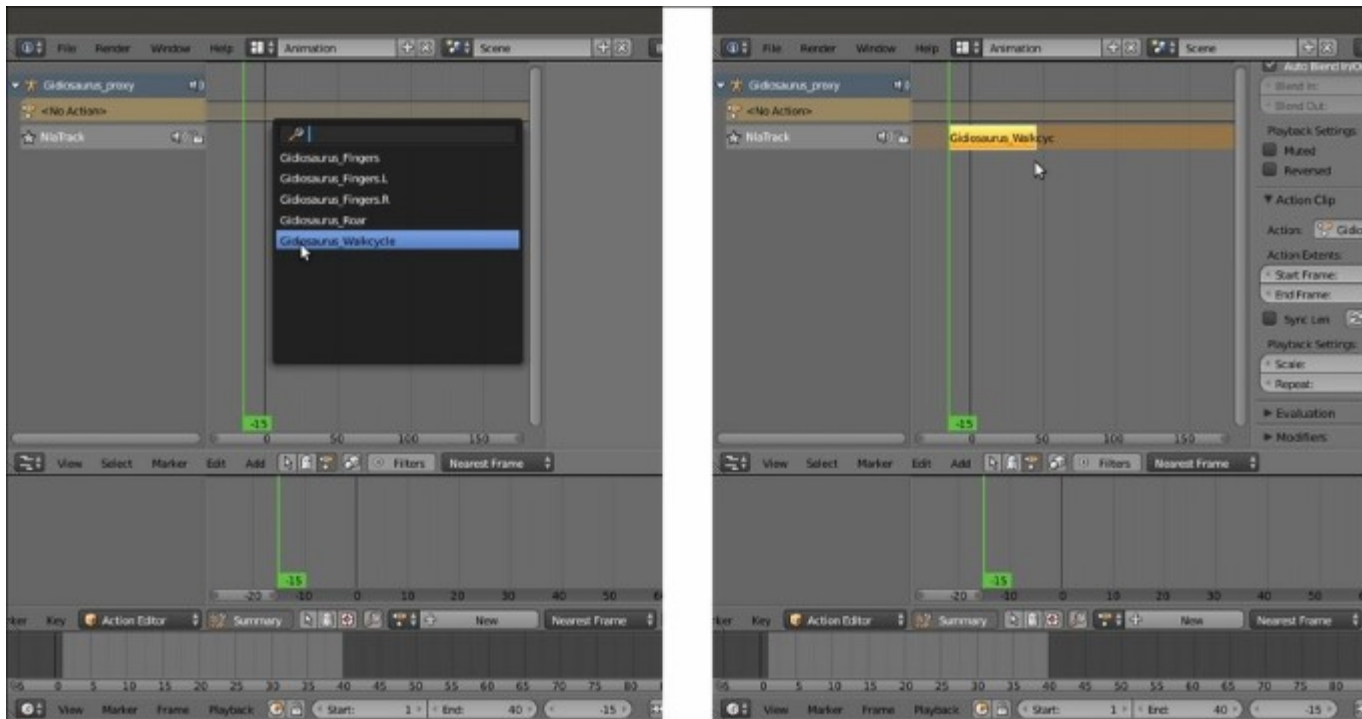 File Render Window Help Animation Scene
Gidiosaurus_proxy
<No Action>
NlaTrack
Gidiosaurus_Fingers
Gidiosaurus_Fingers.L
Gidiosaurus_Fingers.R
Gidiosaurus_Roar
Gidiosaurus_Walkcycle
-15
0 50 100 150
View Select Marker Edit Add Filters Nearest Frame
-15
-20 -10 0 10 20 30 40 50
Key Action Editor Summary New Nearest Frame
0 5 10 15 20 25 30 35 40 45 50 55 60 65 70 75 80
View Marker Frame Playback Start: 1 End: 40 -15
File Render Window Help Animation Scene
Gidiosaurus_proxy
<No Action>
NlaTrack
Gidiosaurus_Walkcyc
Auto Blend In/O
Blend In:
Blend Out:
Playback Settings
Muted
Reversed
Action Clip
Action: Gidio
Action Extents:
Start Frame:
End Frame:
Sync Len
Playback Settings:
Scale:
Repeat:
Evaluation
Modifiers
-15
0 50 100 150
View Select Marker Edit Add Filters Nearest Frame
-15
-20 -10 0 10 20 30 40 50
Key Action Editor Summary New Nearest Frame
0 5 10 15 20 25 30 35 40 45 50 55 60 65 70 75 80
View Marker Frame Playback Start: 1 End: 40 -15